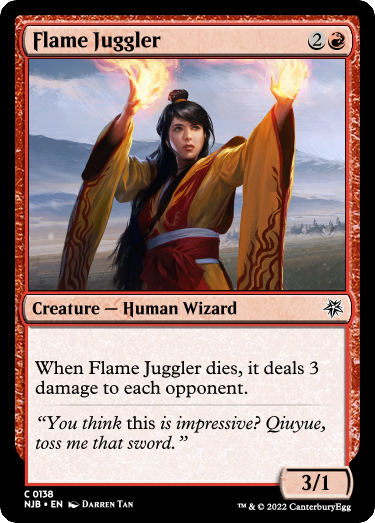 Flame Juggler 2
Creature — Human Wizard
When Flame Juggler dies, it deals 3
damage to each opponent.
“You think this is impressive? Qiuyue,
toss me that sword.”
3/1
C 0138
NJB • EN Darren Tan
™ & © 2022 CanterburyEgg